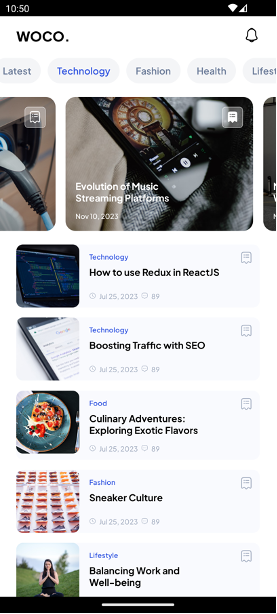 10:50
WOCO.
Latest
Technology
Fashion
Health
Lifest
Evolution of Music
Streaming Platforms
Nov 10, 2023
Technology
How to use Redux in ReactJS
Jul 25, 2023 89
Technology
Boosting Traffic with SEO
Jul 25, 2023 89
Food
Culinary Adventures:
Exploring Exotic Flavors
Jul 25, 2023 89
Fashion
Sneaker Culture
Jul 25, 2023 89
Lifestyle
Balancing Work and
Well-being